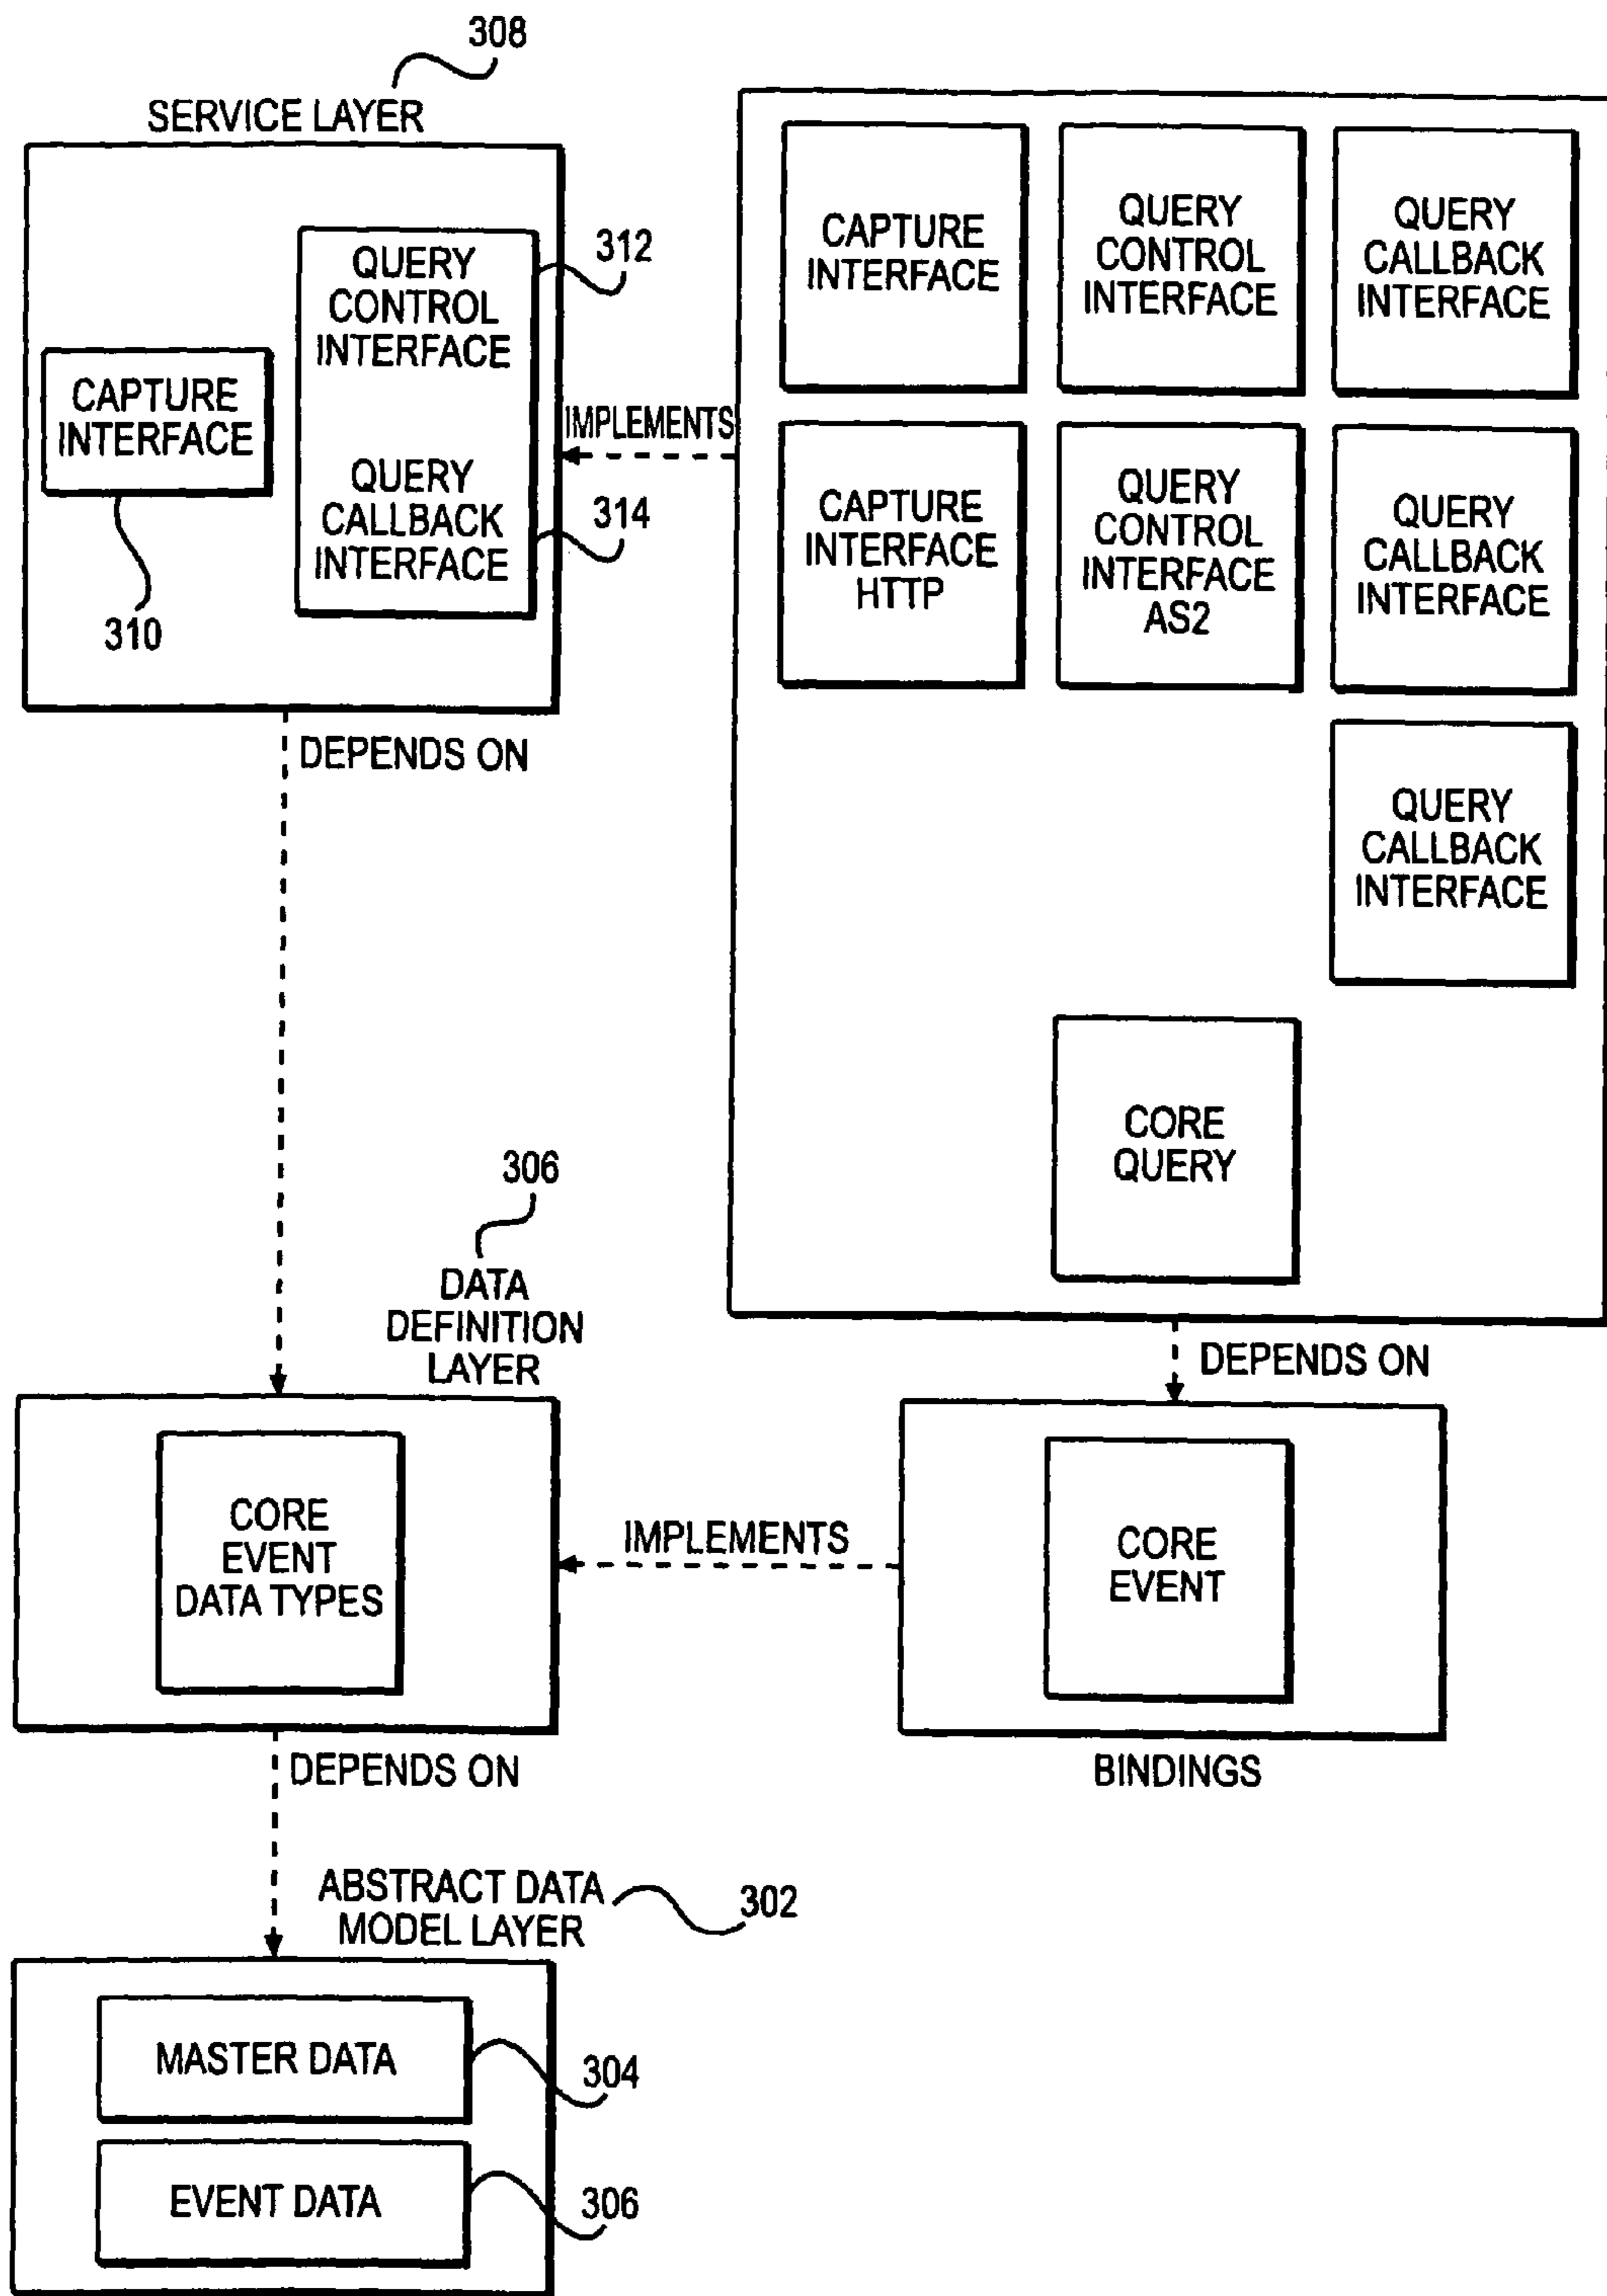 308
SERVICE LAYER
QUERY
CONTROL
INTERFACE
312
CAPTURE
INTERFACE
QUERY
CALLBACK
INTERFACE
314
310
IMPLEMENTS
CAPTURE
INTERFACE
QUERY
CONTROL
INTERFACE
QUERY
CALLBACK
INTERFACE
CAPTURE
INTERFACE
HTTP
QUERY
CONTROL
INTERFACE
AS2
QUERY
CALLBACK
INTERFACE
QUERY
CALLBACK
INTERFACE
CORE
QUERY
DEPENDS ON
306
DATA
DEFINITION
LAYER
DEPENDS ON
CORE
EVENT
DATA TYPES
IMPLEMENTS
CORE
EVENT
BINDINGS
DEPENDS ON
ABSTRACT DATA
MODEL LAYER
302
MASTER DATA
304
EVENT DATA
306